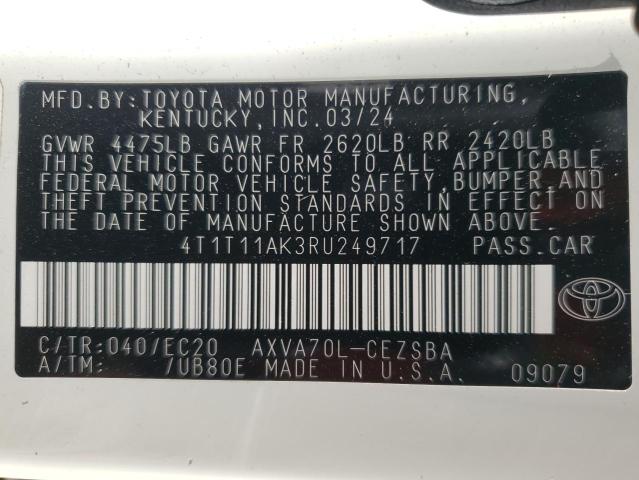 MFD.BY:TOYOTA MOTOR MANUFACTURING,
KENTUCKY,INC.03/24
GVWR 4475LB GAWR FR 2620LB RR 2420LB
THIS VEHICLE CONFORMS TO ALL APPLICABLE
FEDERAL MOTOR VEHICLE SAFETY,BUMPER,AND
THEFT PREVENTION STANDARDS IN EFFECT ON
THE DATE OF MANUFACTURE SHOWN ABOVE.
4T1T11AK3RU249717 PASS.CAR
C/TR:040/EC20 AXVA70L-CEZSBA
A/TM: /UB80E MADE IN U.S.A. 09079